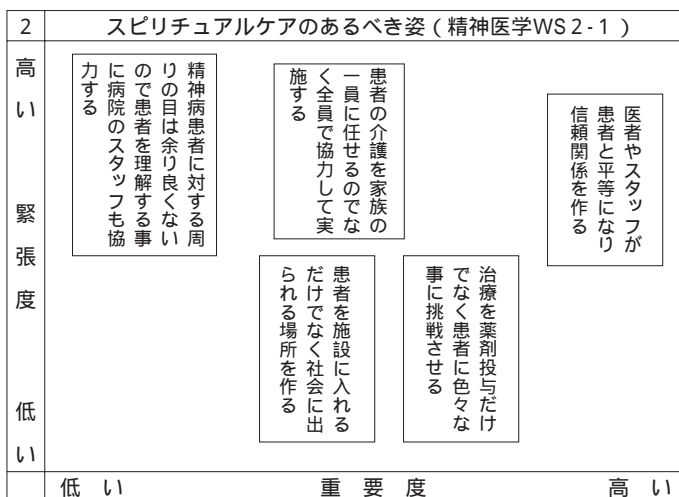 2 スピリチュアルケアのあるべき姿(精神医学WS2-1)
高い 緊張度 低い
精神病患者に対する周
りの目は余り良くない
ので患者を理解する事
に病院のスタッフも協
力する
患者の介護を家族の
一員に任せるのでな
く全員で協力して実
施する
医者やスタッフが
患者と平等になり
信頼関係を作る
患者を施設に入れる
だけでなく社会に出
られる場所を作る
治療を薬剤投与だけ
でなく患者に色々な
事に挑戦させる
低い 重要度 高い